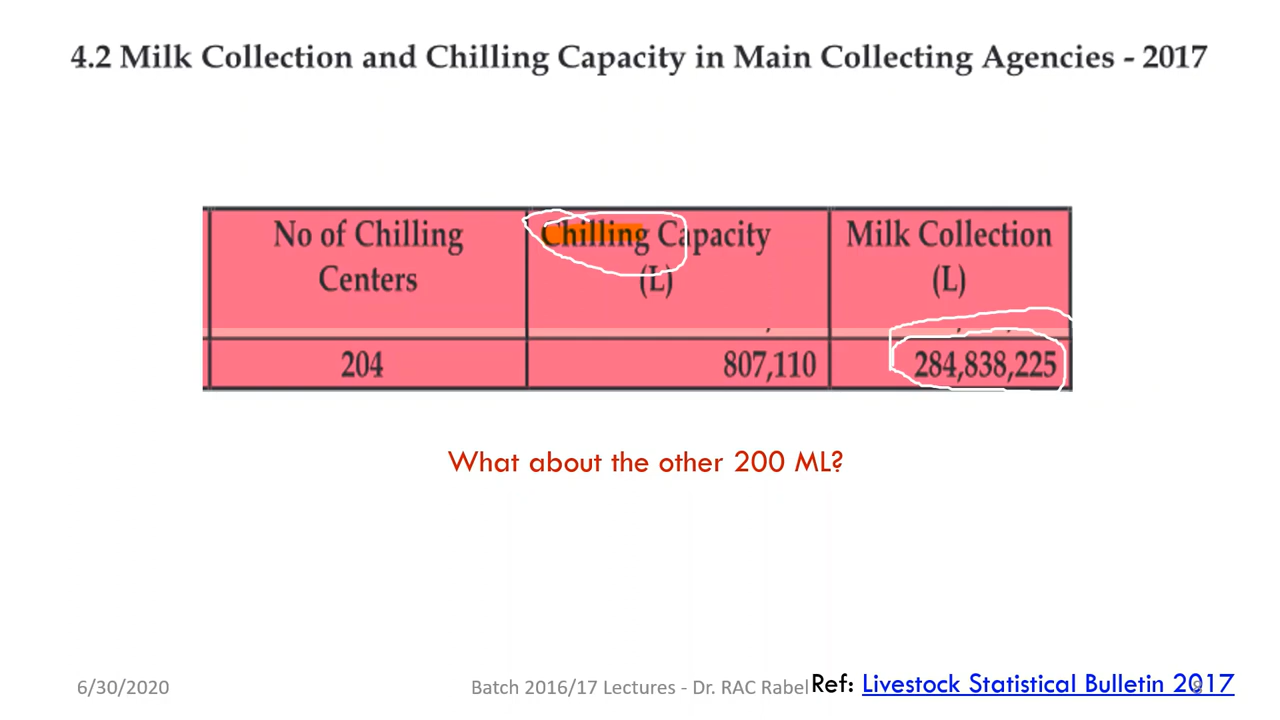 4.2 Milk Collection and Chilling Capacity in Main Collecting Agencies - 2017
No of Chilling Centers
Chilling Capacity (L)
Milk Collection (L)
204
807,110
284,838,225
What about the other 200 ML?
6/30/2020
Batch 2016/17 Lectures - Dr. RAC Rabel
Ref: Livestock Statistical Bulletin 2017
8